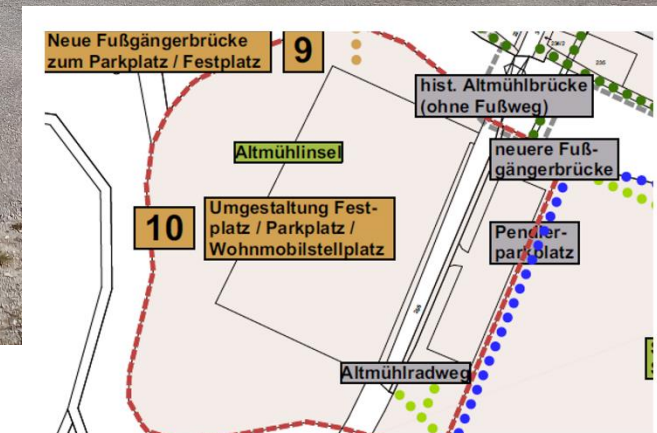 Neue Fußgängerbrücke
zum Parkplatz / Festplatz
9
hist. Altmühlbrücke
(ohne Fußweg)
Altmühlinsel
neuere Fuß-
gängerbrücke
10
Umgestaltung Fest-
platz / Parkplatz /
Wohnmobilstellplatz
Pendler-
parkplatz
Altmühlradweg